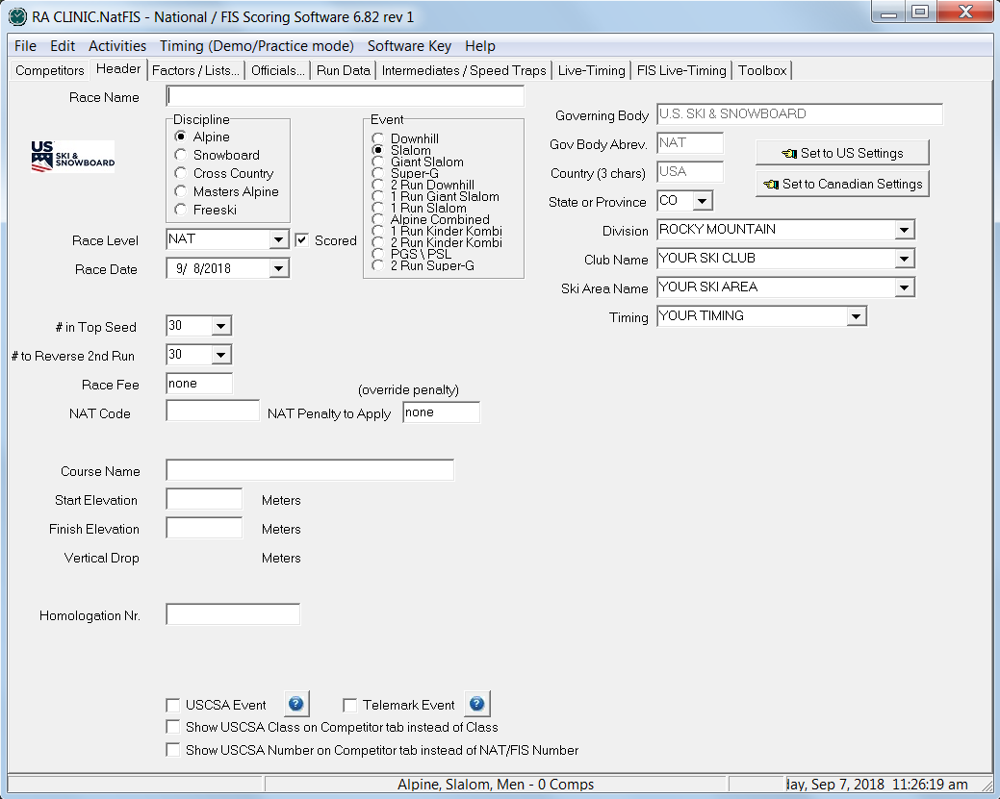 RA CLINIC.NatFIS - National / FIS Scoring Software 6.82 rev 1
File Edit Activities Timing (Demo/Practice mode) Software Key Help
Competitors Header Factors / Lists... Officials... Run Data Intermediates / Speed Traps Live-Timing FIS Live-Timing Toolbox
Race Name
US SKI & SNOWBOARD
Discipline
Alpine
Snowboard
Cross Country
Masters Alpine
Freeski
Event
Downhill
Slalom
Giant Slalom
Super-G
2 Run Downhill
1 Run Giant Slalom
1 Run Slalom
Alpine Combined
1 Run Kinder Kombi
2 Run Kinder Kombi
PGS \ PSL
2 Run Super-G
Race Level NAT Scored
Race Date 9/ 8/2018
Governing Body U.S. SKI & SNOWBOARD
Gov Body Abrev. NAT
Country (3 chars) USA
Set to US Settings
Set to Canadian Settings
State or Province CO
Division ROCKY MOUNTAIN
Club Name YOUR SKI CLUB
Ski Area Name YOUR SKI AREA
Timing YOUR TIMING
# in Top Seed 30
# to Reverse 2nd Run 30
Race Fee none
(override penalty)
NAT Code NAT Penalty to Apply none
Course Name
Start Elevation Meters
Finish Elevation Meters
Vertical Drop Meters
Homologation Nr.
USCSA Event ? Telemark Event ?
Show USCSA Class on Competitor tab instead of Class
Show USCSA Number on Competitor tab instead of NAT/FIS Number
Alpine, Slalom, Men - 0 Comps lay, Sep 7, 2018 11:26:19 am